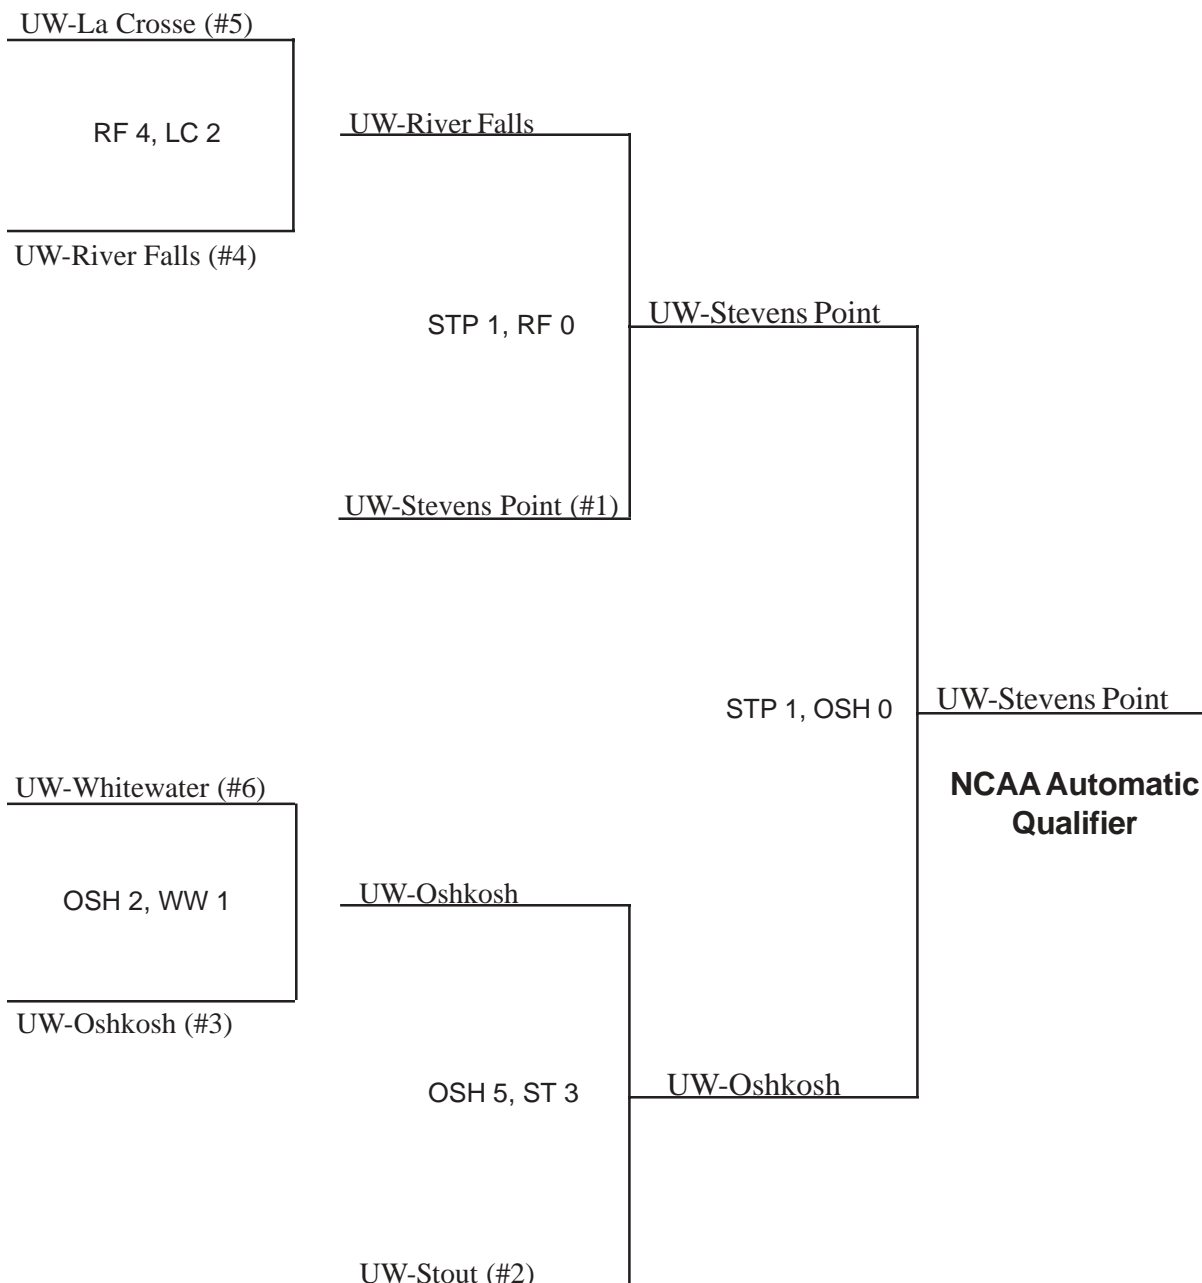 UW-La Crosse (#5)
RF 4, LC 2
UW-River Falls
UW-River Falls (#4)
STP 1, RF 0
UW-Stevens Point
UW-Stevens Point (#1)
STP 1, OSH 0
UW-Stevens Point
NCAA Automatic
Qualifier
UW-Whitewater (#6)
OSH 2, WW 1
UW-Oshkosh
UW-Oshkosh (#3)
OSH 5, ST 3
UW-Oshkosh
UW-Stout (#2)